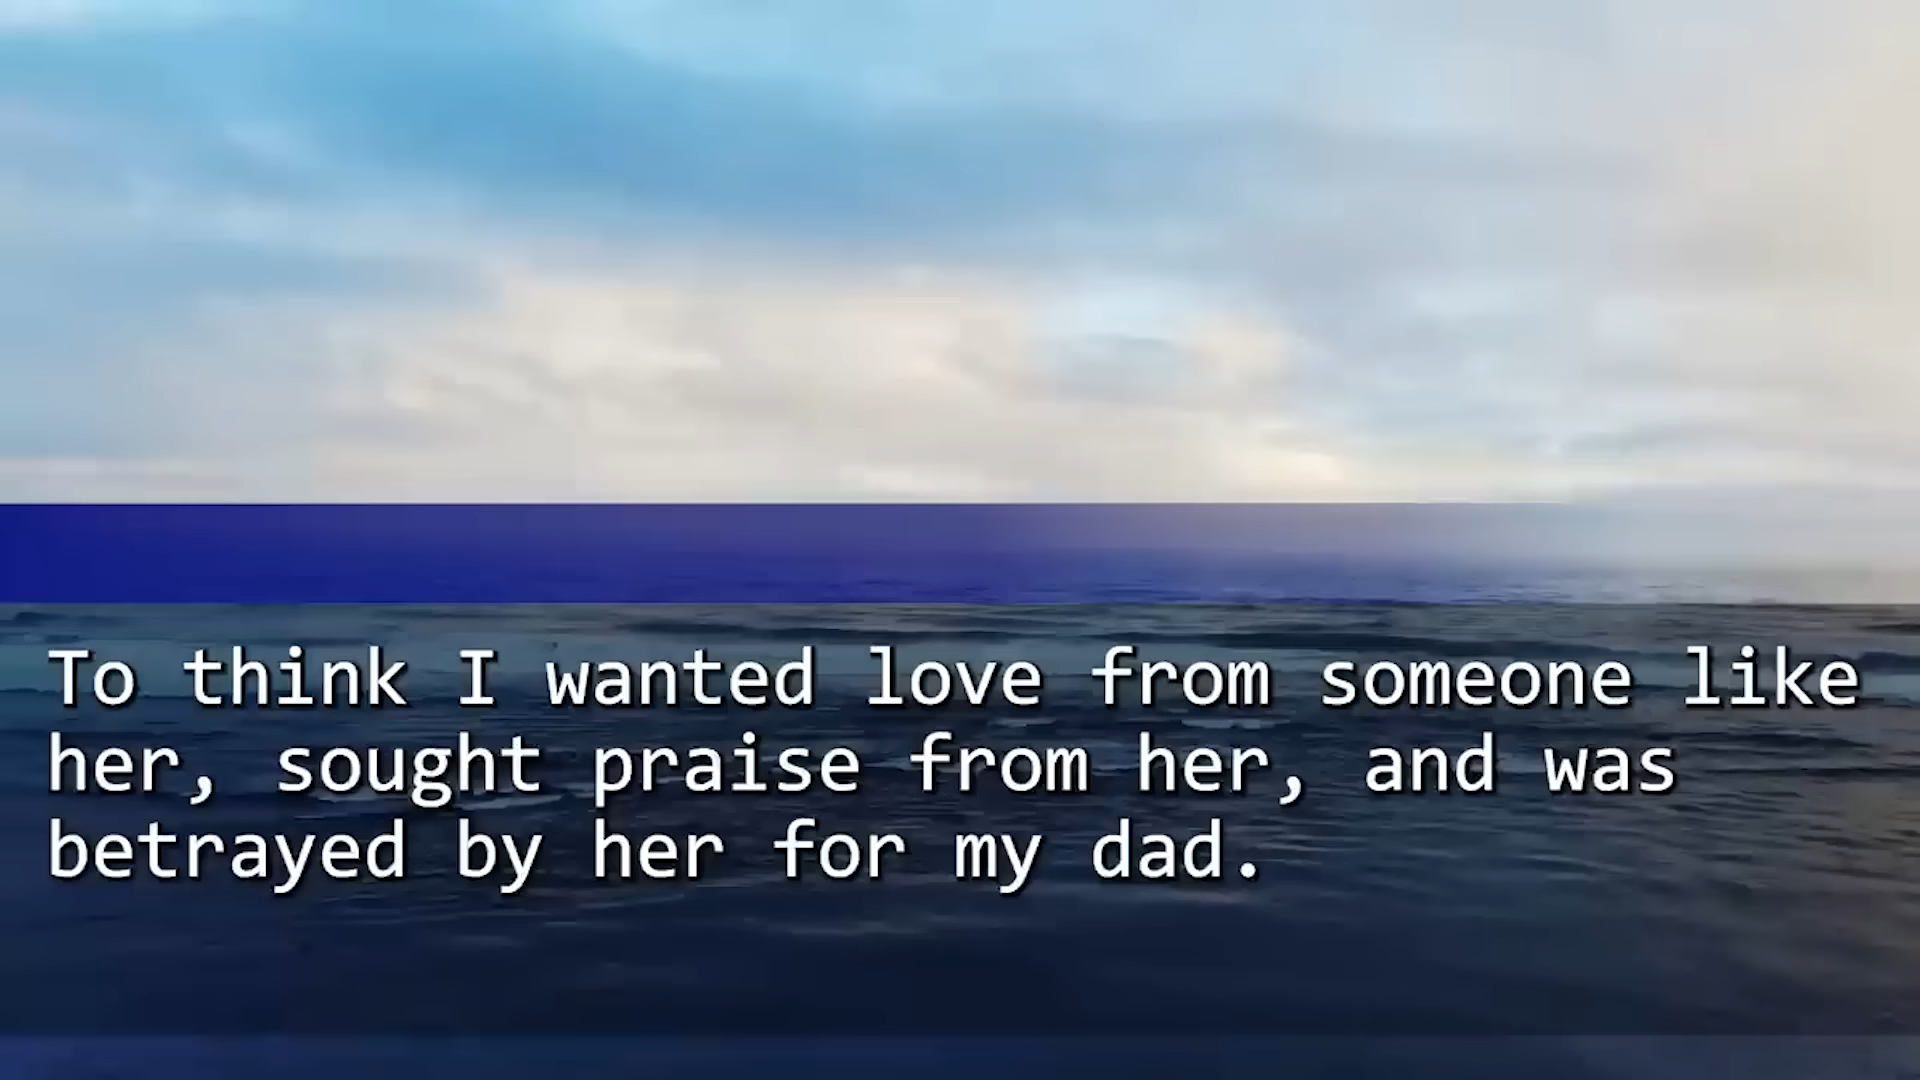 To think I wanted love from someone like
her, sought praise from her, and was
betrayed by her for my dad.